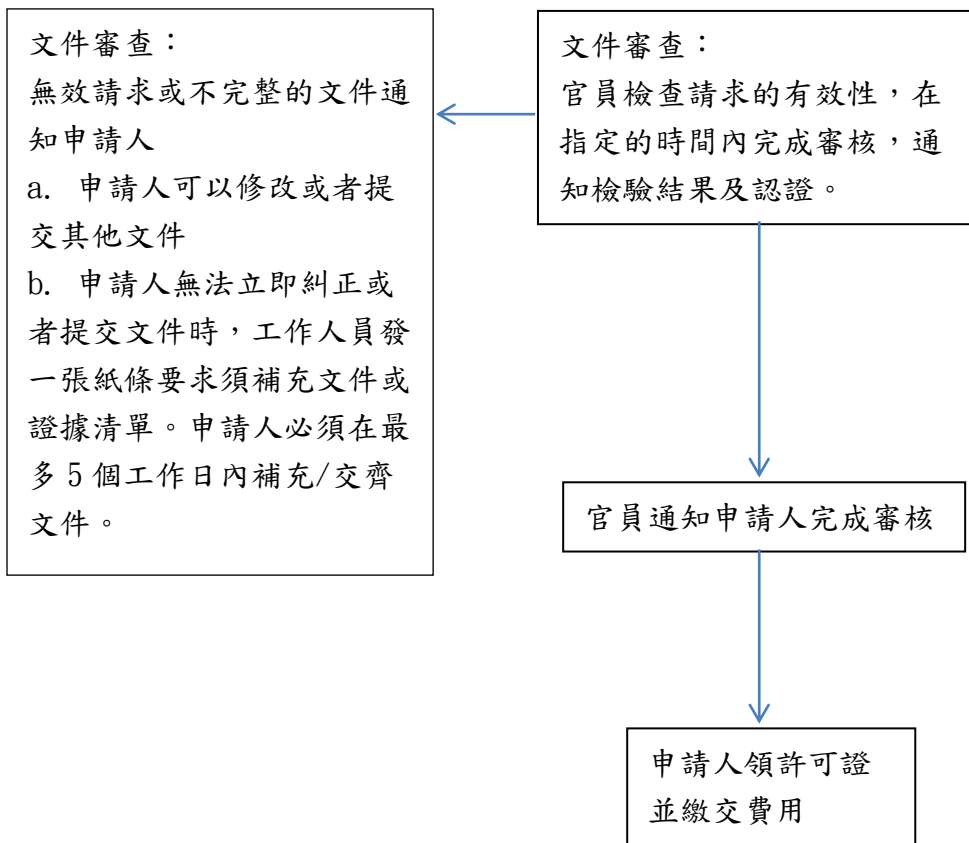 文件審查：
無效請求或不完整的文件通
知申請人
a. 申請人可以修改或者提
交其他文件
b. 申請人無法立即糾正或
者提交文件時，工作人員發
一張紙條要求須補充文件或
證據清單。申請人必須在最
多 5 個工作日內補充/交齊
文件。
文件審查：
官員檢查請求的有效性，在
指定的時間內完成審核，通
知檢驗結果及認證。
官員通知申請人完成審核
申請人領許可證
並繳交費用